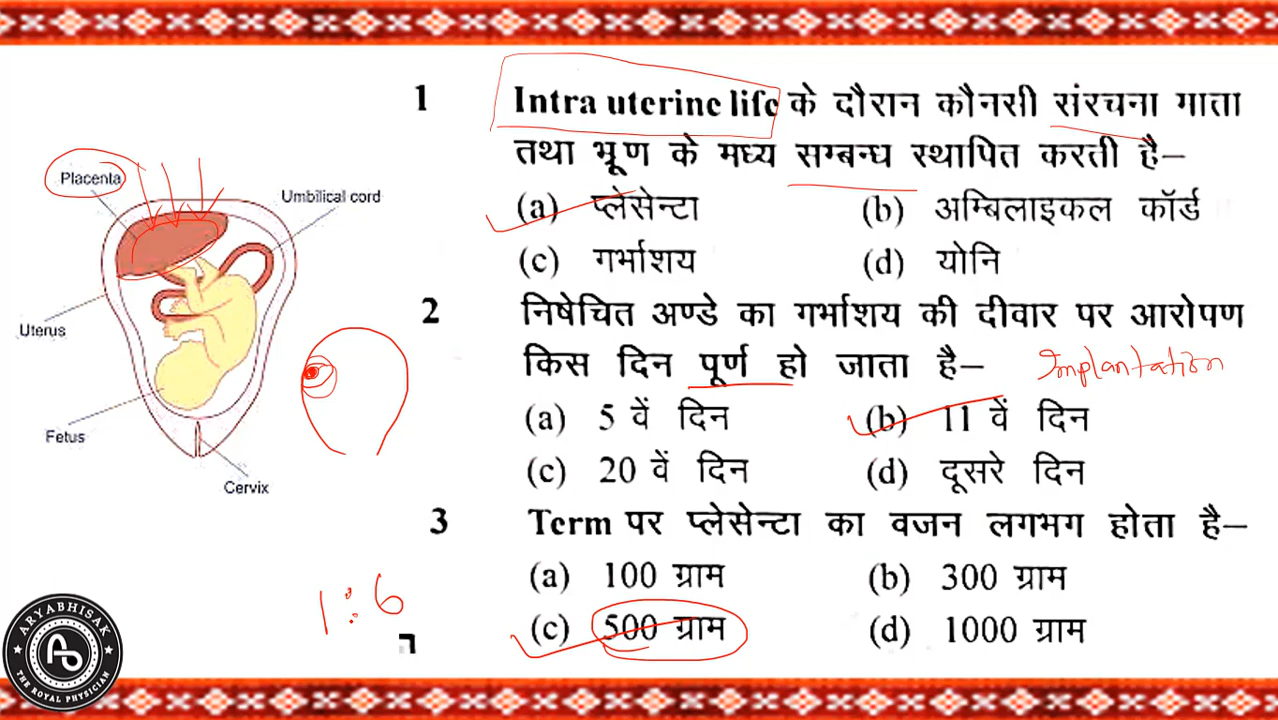 1 Intra uterine life के दौरान कौनसी संरचना माता
तथा भ्रूण के मध्य सम्बन्ध स्थापित करती है–
(a) प्लेसेन्टा (b) अम्बिलाइकल कॉर्ड
(c) गर्भाशय (d) योनि
2 निषेचित अण्डे का गर्भाशय की दीवार पर आरोपण
किस दिन पूर्ण हो जाता है– Implantation
(a) 5 वें दिन (b) 11 वें दिन
(c) 20 वें दिन (d) दूसरे दिन
3 Term पर प्लेसेन्टा का वजन लगभग होता है–
(a) 100 ग्राम (b) 300 ग्राम
(c) 500 ग्राम (d) 1000 ग्राम
Placenta
Umbilical cord
Uterus
Fetus
Cervix
1:6
ARYABHISAK
THE ROYAL PHYSICIAN